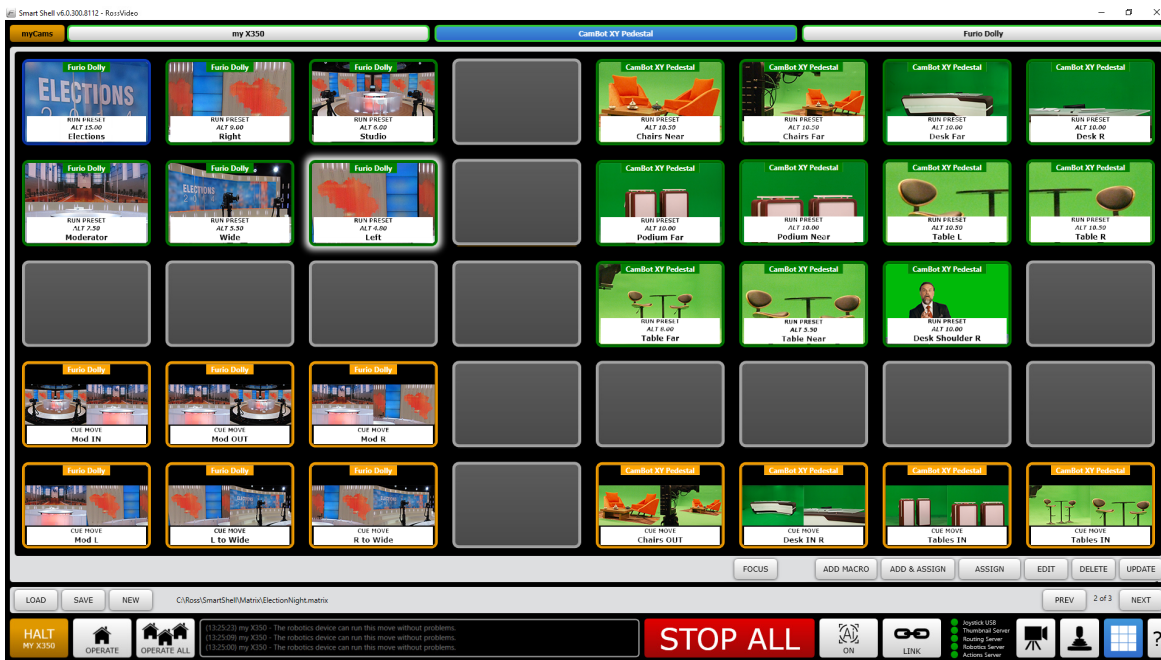 Smart Shell v6.0.300.8112 - RossVideo
myCams
my X350
CamBot XY Pedestal
Furio Dolly
Furio Dolly
ELECTIONS
RUN PRESET
ALT 15.00
Elections
Furio Dolly
RUN PRESET
ALT 9.00
Right
Furio Dolly
RUN PRESET
ALT 6.00
Studio
CamBot XY Pedestal
RUN PRESET
ALT 10.50
Chairs Near
CamBot XY Pedestal
RUN PRESET
ALT 10.50
Chairs Far
CamBot XY Pedestal
RUN PRESET
ALT 10.00
Desk Far
CamBot XY Pedestal
RUN PRESET
ALT 10.00
Desk R
Furio Dolly
RUN PRESET
ALT 7.50
Moderator
Furio Dolly
ELECTIONS
RUN PRESET
ALT 5.50
Wide
Furio Dolly
RUN PRESET
ALT 4.80
Left
CamBot XY Pedestal
RUN PRESET
ALT 10.00
Podium Far
CamBot XY Pedestal
RUN PRESET
ALT 10.00
Podium Near
CamBot XY Pedestal
RUN PRESET
ALT 10.50
Table L
CamBot XY Pedestal
RUN PRESET
ALT 10.50
Table R
CamBot XY Pedestal
RUN PRESET
ALT 8.00
Table Far
CamBot XY Pedestal
RUN PRESET
ALT 5.50
Table Near
CamBot XY Pedestal
RUN PRESET
ALT 10.00
Desk Shoulder R
Furio Dolly
CUE MOVE
Mod IN
Furio Dolly
CUE MOVE
Mod OUT
Furio Dolly
CUE MOVE
Mod R
Furio Dolly
CUE MOVE
Mod L
Furio Dolly
CUE MOVE
L to Wide
Furio Dolly
CUE MOVE
R to Wide
CamBot XY Pedestal
CUE MOVE
Chairs OUT
CamBot XY Pedestal
CUE MOVE
Desk IN R
CamBot XY Pedestal
CUE MOVE
Tables IN
CamBot XY Pedestal
CUE MOVE
Tables IN
FOCUS
ADD MACRO
ADD & ASSIGN
ASSIGN
EDIT
DELETE
UPDATE
LOAD
SAVE
NEW
C:\Ross\SmartShell\Matrix\ElectionNight.matrix
PREV
2 of 3
NEXT
HALT
MY X350
OPERATE
OPERATE ALL
(13:25:23) my X350 - The robotics device can run this move without problems.
(13:25:09) my X350 - The robotics device can run this move without problems.
(13:25:00) my X350 - The robotics device can run this move without problems.
STOP ALL
[A]
ON
LINK
Joystick USB
Thumbnail Server
Routing Server
Robotics Server
Actions Server
?